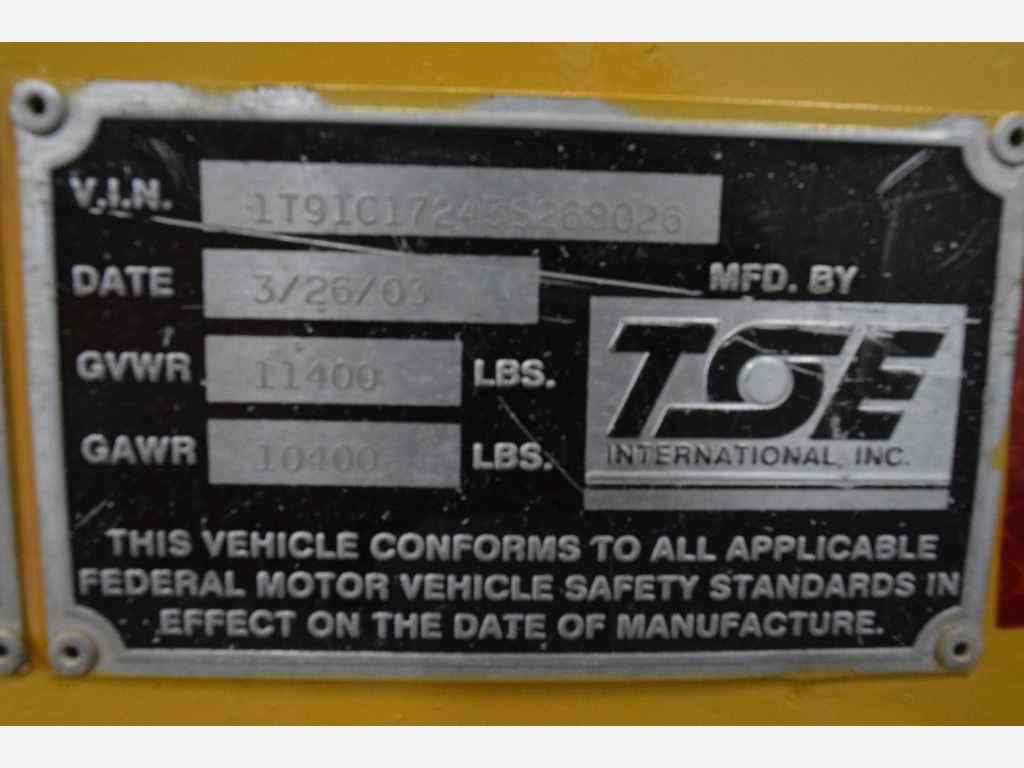 V.I.N. 1T9IC17243S269026
DATE 3/26/03
MFD. BY
GVWR 11400 LBS.
TSE
INTERNATIONAL, INC.
GAWR 10400 LBS.
THIS VEHICLE CONFORMS TO ALL APPLICABLE
FEDERAL MOTOR VEHICLE SAFETY STANDARDS IN
EFFECT ON THE DATE OF MANUFACTURE.